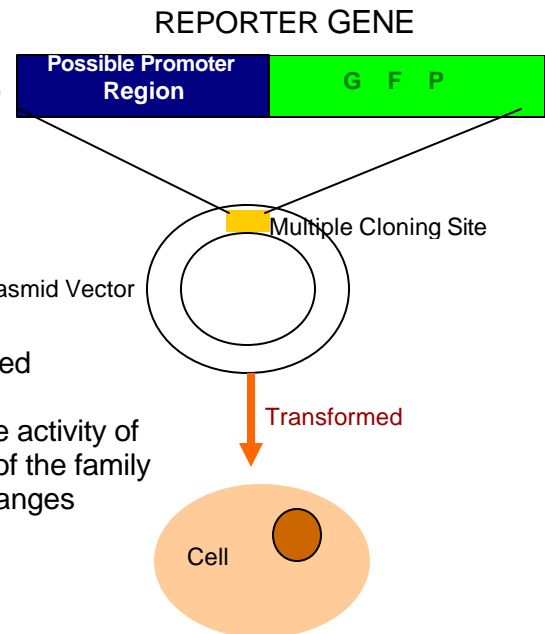 REPORTER GENE
Possible Promoter
Region
G F P
Multiple Cloning Site
asmid Vector
ed
e activity of
of the family
anges
Transformed
Cell